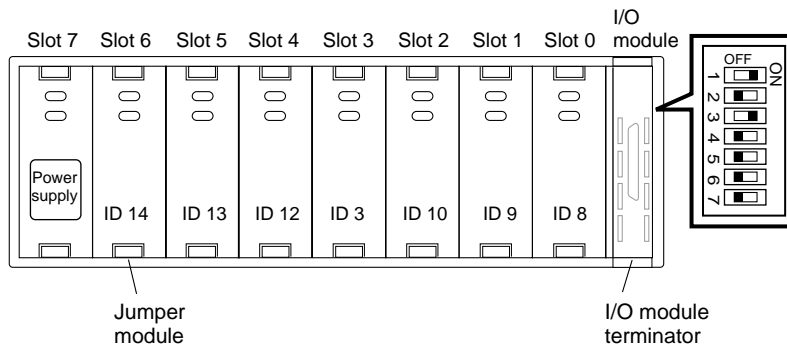 I/O
module
Slot 7 Slot 6 Slot 5 Slot 4 Slot 3 Slot 2 Slot 1 Slot 0
OFF
ON
1
2
3
4
5
6
7
Power
supply
ID 14 ID 13 ID 12 ID 3 ID 10 ID 9 ID 8
Jumper
module
I/O module
terminator